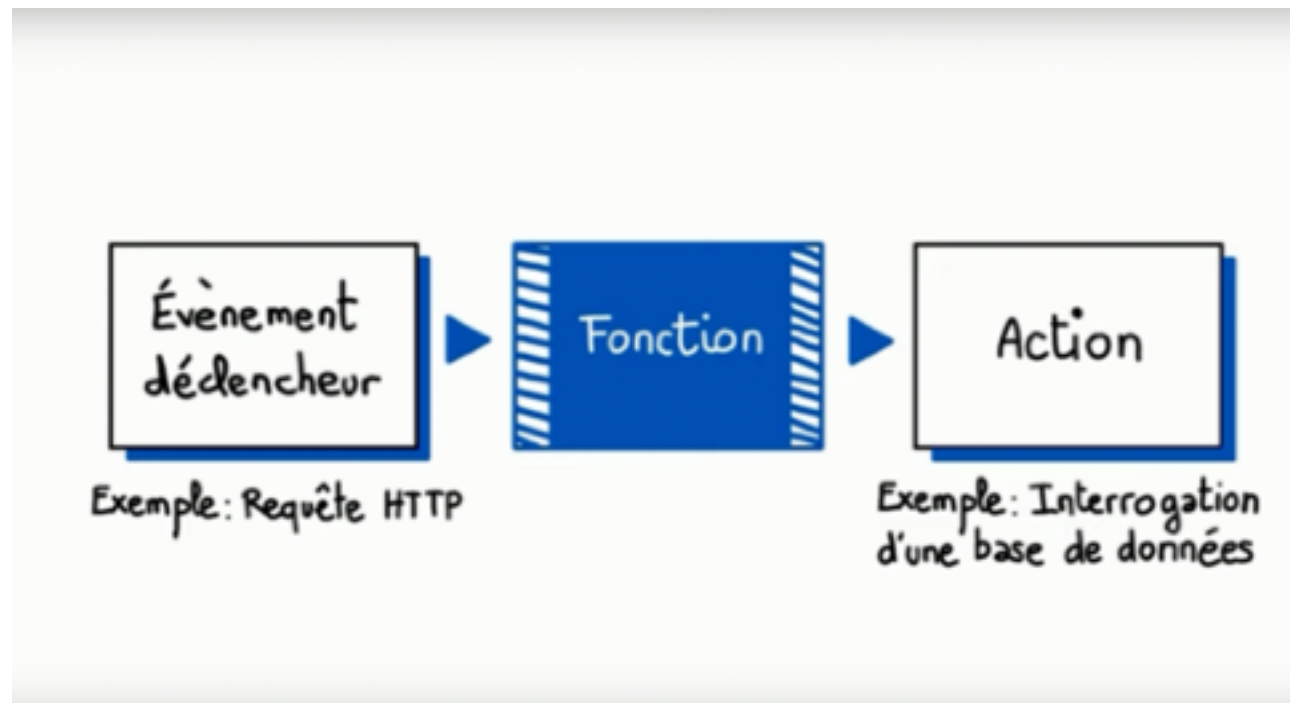 Évènement
déclencheur
Exemple: Requête HTTP
Fonction
Action
Exemple: Interrogation
d'une base de données